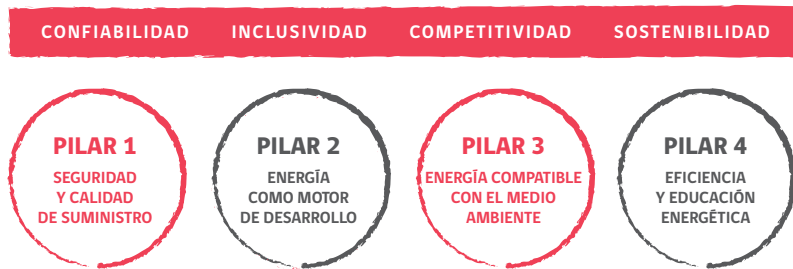 CONFIABILIDAD INCLUSIVIDAD COMPETITIVIDAD SOSTENIBILIDAD
PILAR 1
SEGURIDAD
Y CALIDAD
DE SUMINISTRO
PILAR 2
ENERGÍA
COMO MOTOR
DE DESARROLLO
PILAR 3
ENERGÍA COMPATIBLE
CON EL MEDIO
AMBIENTE
PILAR 4
EFICIENCIA
Y EDUCACIÓN
ENERGÉTICA